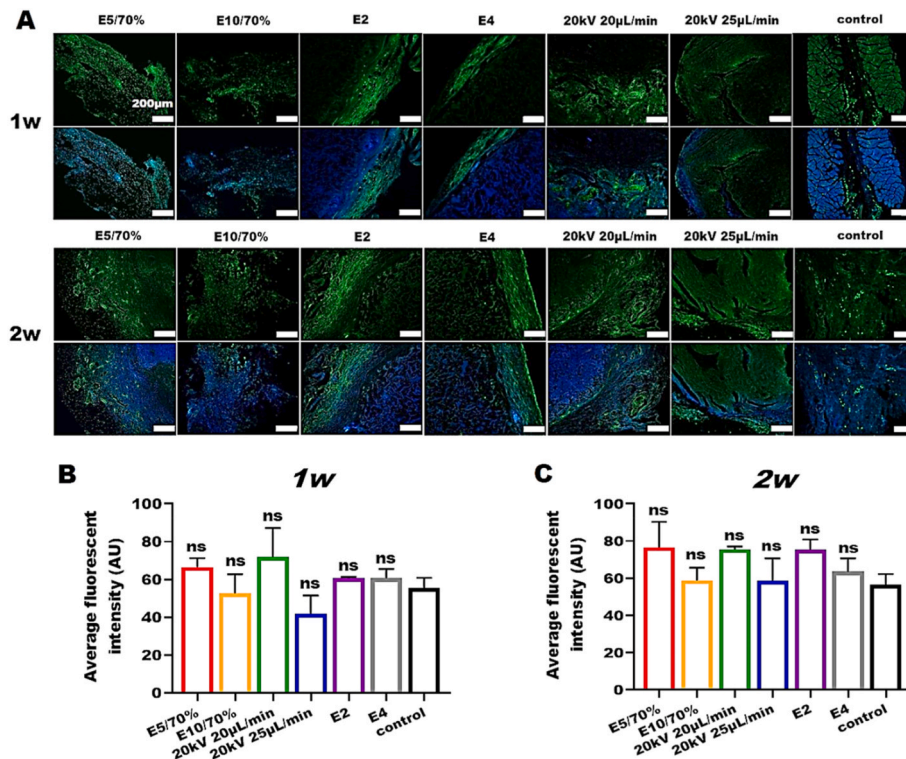 A
E5/70% E10/70% E2 E4 20kV 20μL/min 20kV 25μL/min control
200μm
1w
E5/70% E10/70% E2 E4 20kV 20μL/min 20kV 25μL/min control
2w
B 1w
Average fluorescent
intensity (AU)
100
80
60
40
20
0
ns ns ns ns ns ns
E5/70% E10/70% 20kV 20μL/min 20kV 25μL/min E2 E4 control
C 2w
Average fluorescent
intensity (AU)
100
80
60
40
20
0
ns ns ns ns ns ns
E5/70% E10/70% 20kV 20μL/min 20kV 25μL/min E2 E4 control